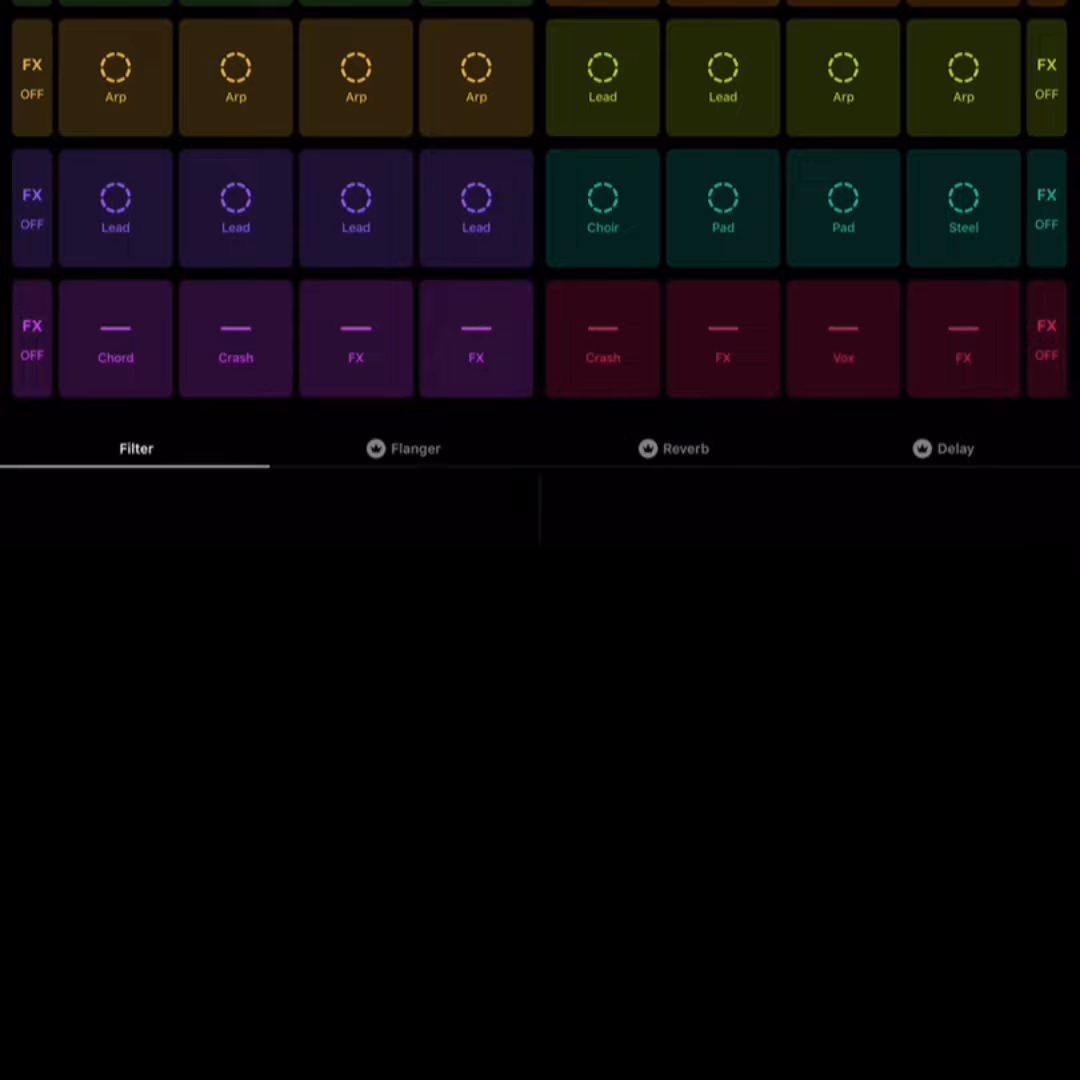 FX Arp Arp Arp Arp Lead Lead Arp Arp FX
OFF OFF
FX Lead Lead Lead Lead Choir Pad Pad Steel FX
OFF OFF
FX Chord Crash FX FX Crash FX Vox FX FX
OFF OFF
Filter Flanger Reverb Delay